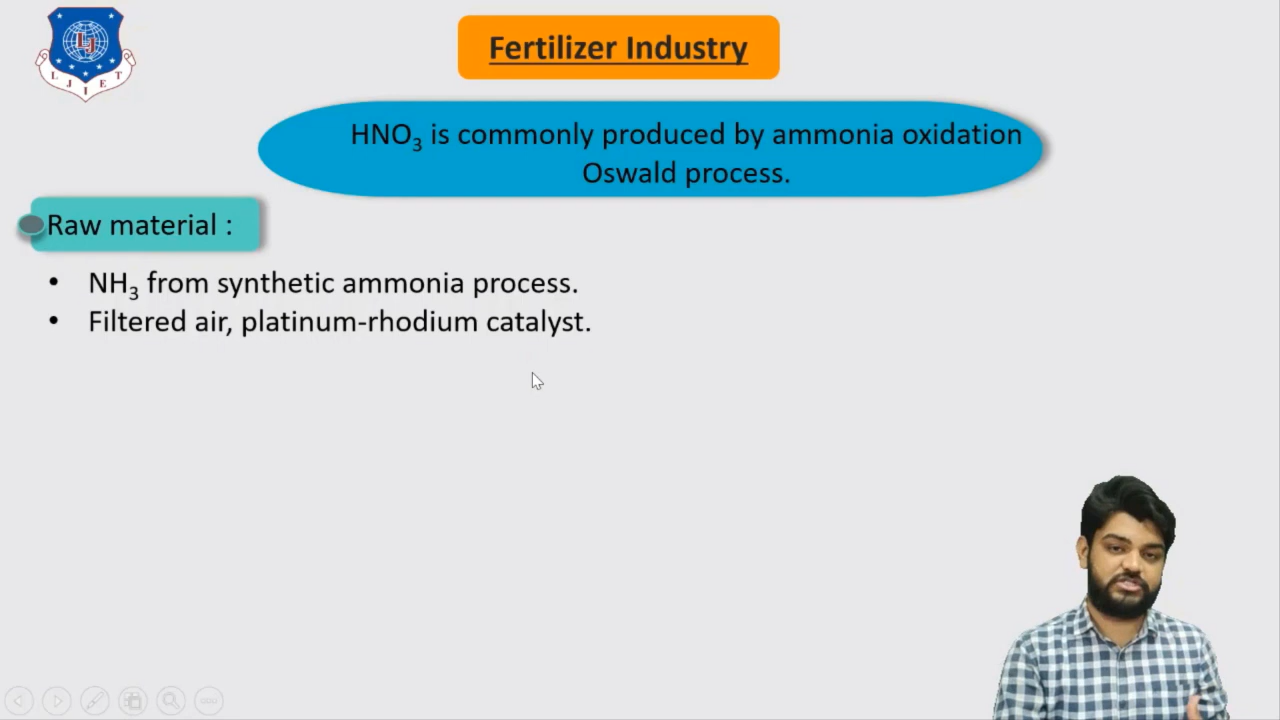 L J I E T
LJ
Fertilizer Industry
HNO₃ is commonly produced by ammonia oxidation
Oswald process.
Raw material :
• NH₃ from synthetic ammonia process.
• Filtered air, platinum-rhodium catalyst.